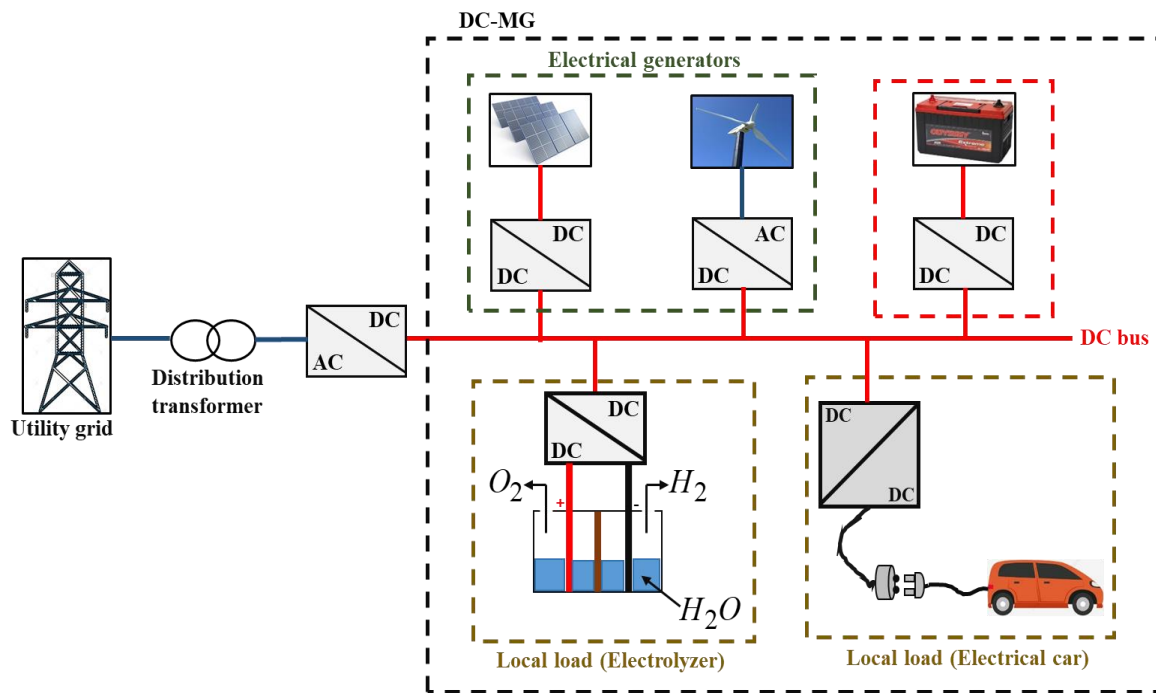 DC-MG
Electrical generators
ODYSSEY
DC
DC
AC
DC
DC
DC
DC
AC
DC bus
Distribution
transformer
Utility grid
DC
DC
DC
DC
O2
H2
+
-
H2O
Local load (Electrolyzer)
Local load (Electrical car)